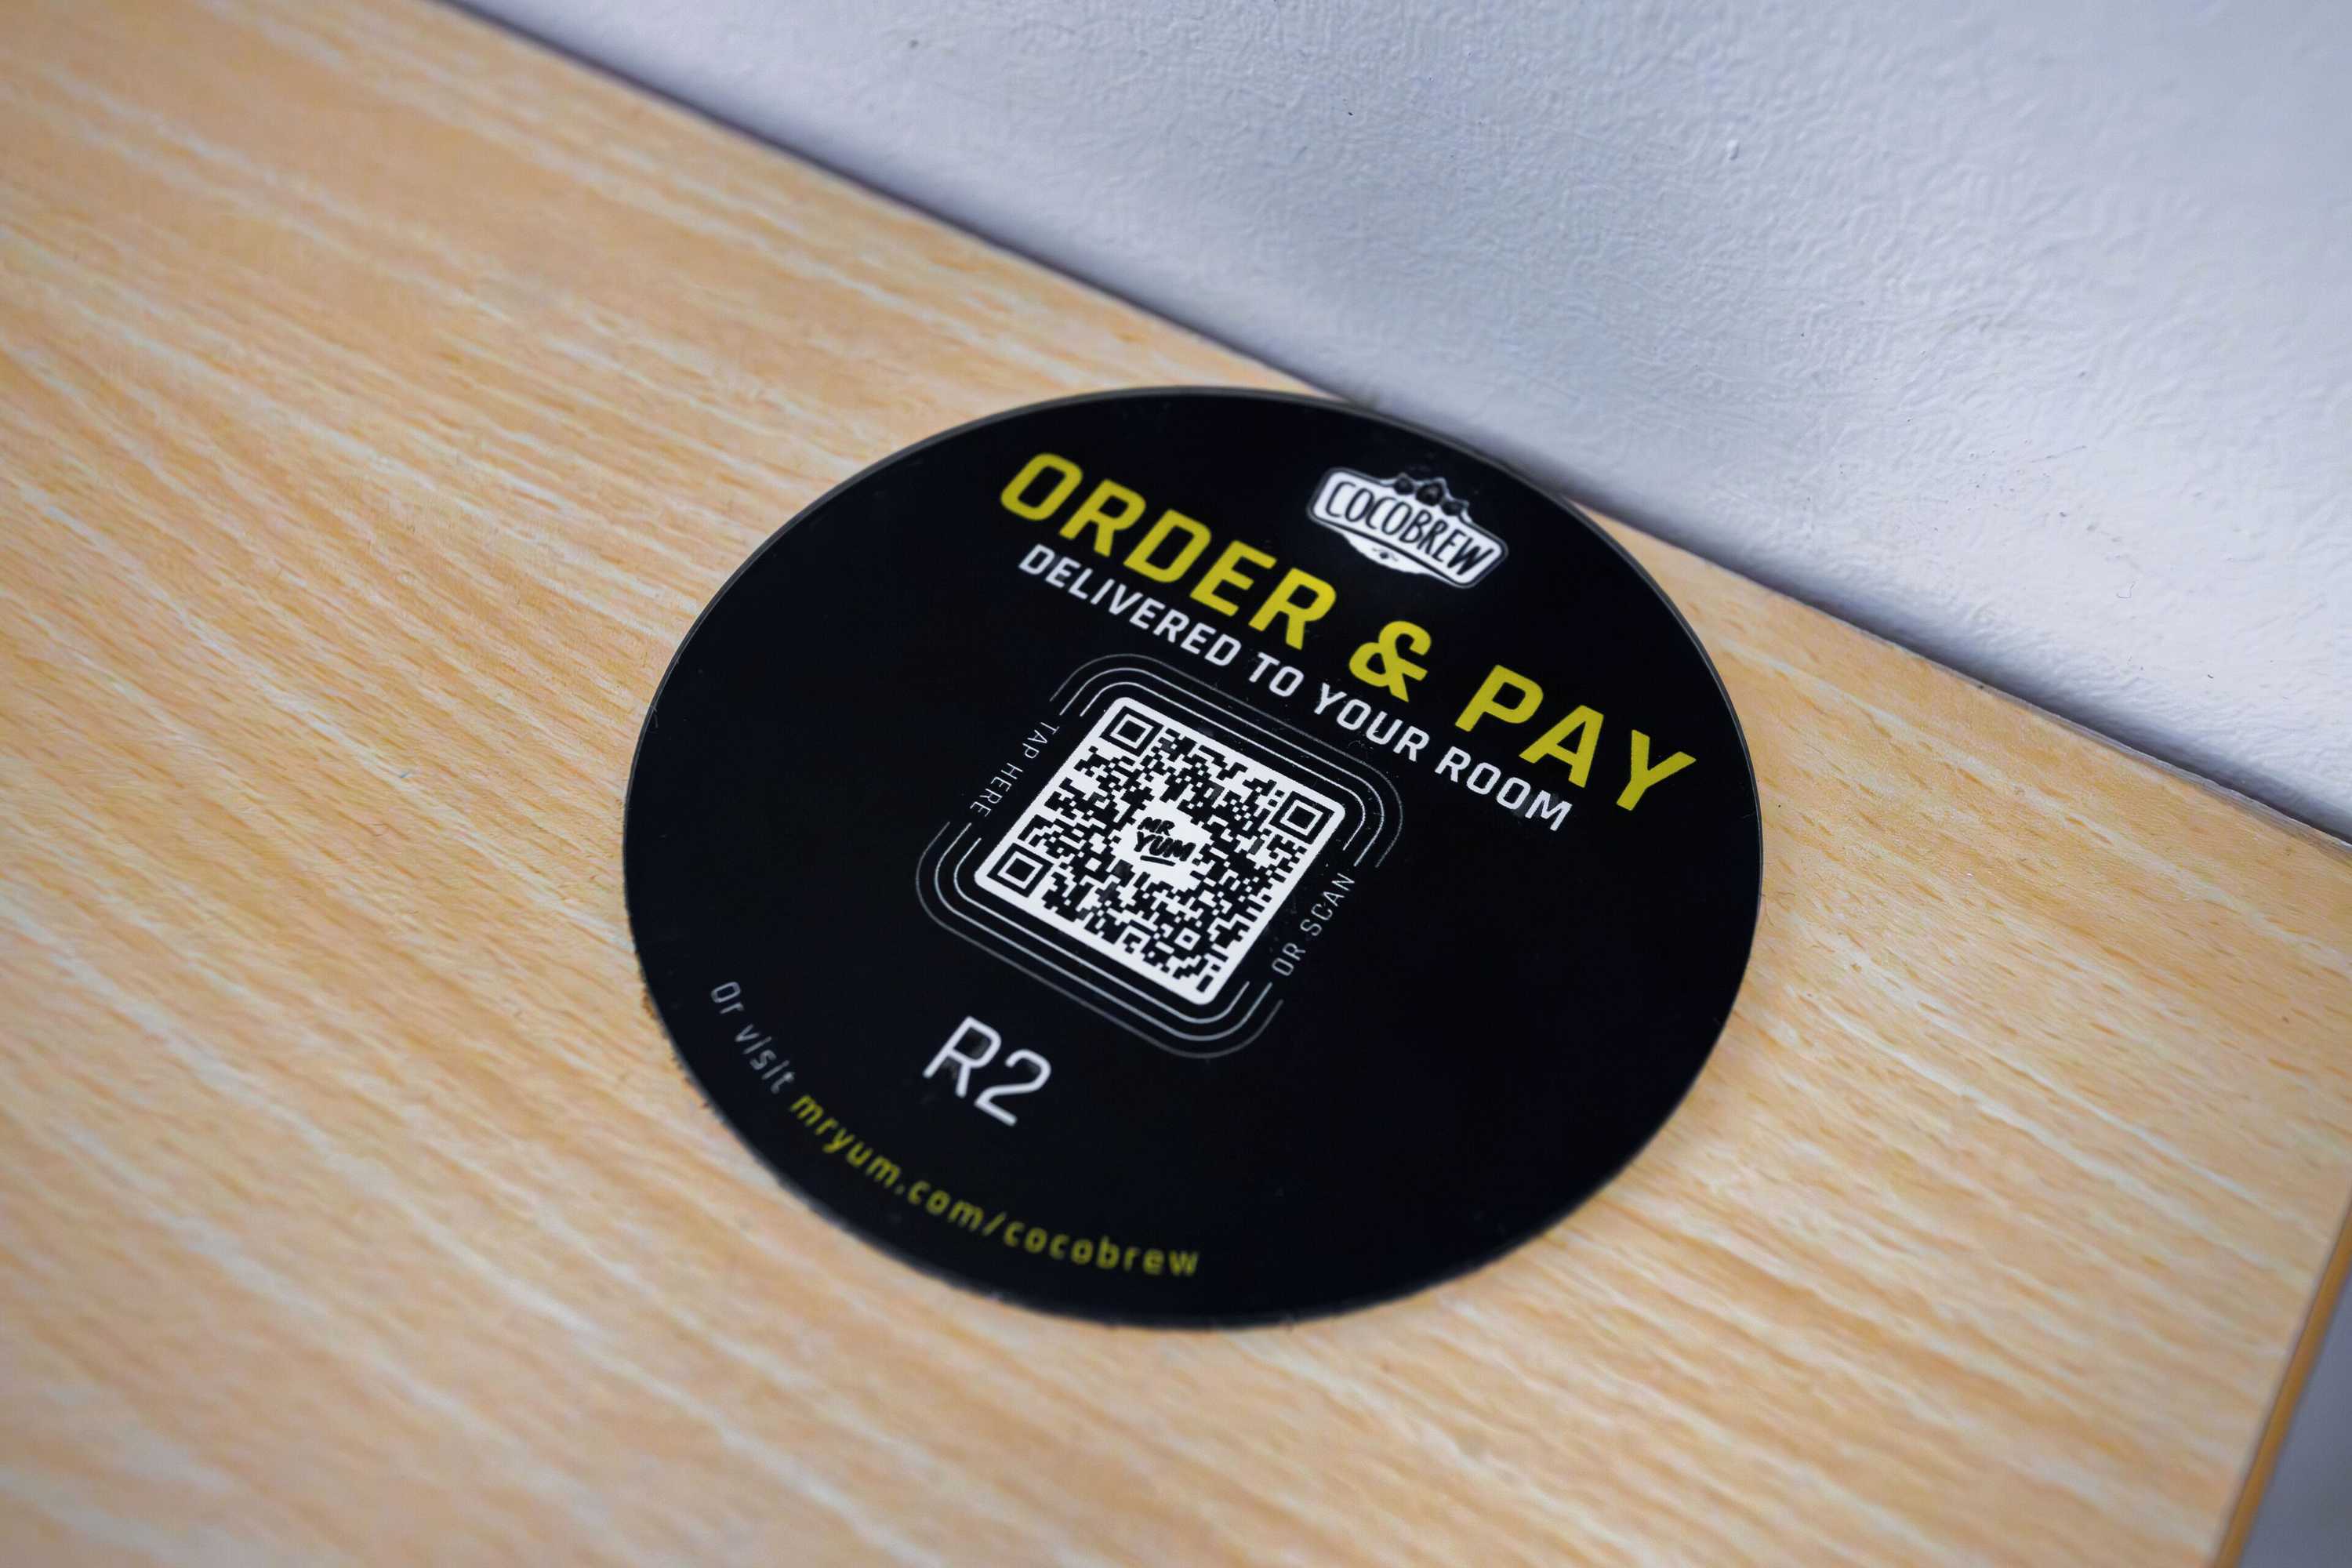 COCOBREW
ORDER & PAY
DELIVERED TO YOUR ROOM
TAP HERE
MR
YUM
OR SCAN
R2
Or visit mryum.com/cocobrew